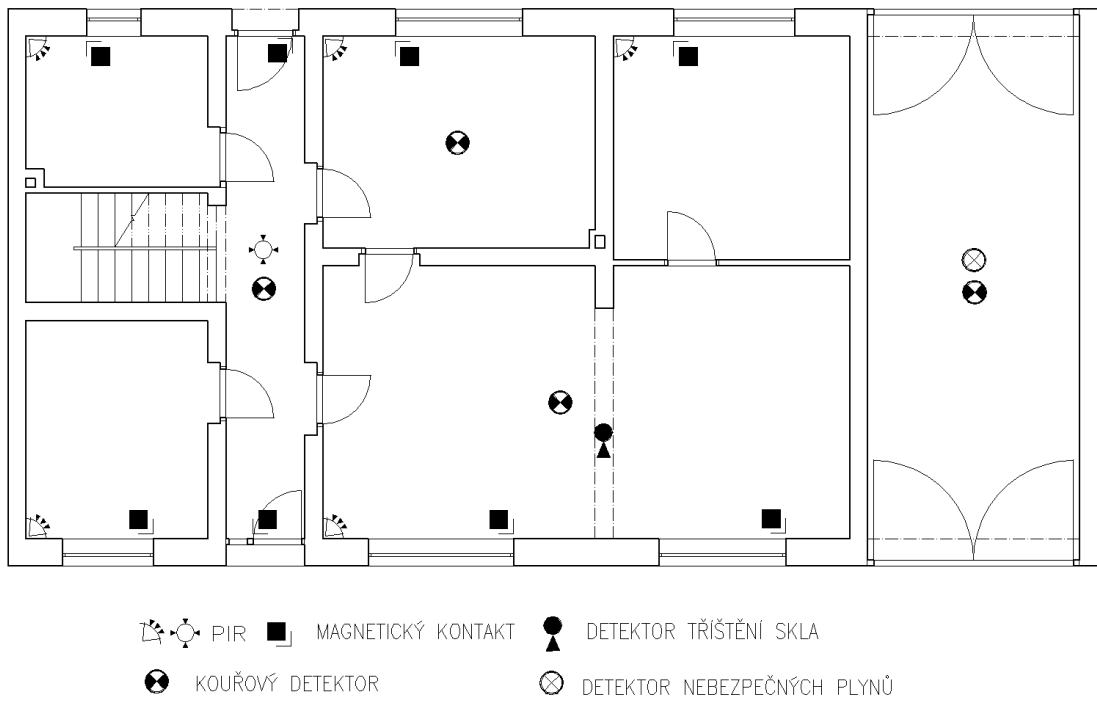 PIR MAGNETICKÝ KONTAKT DETEKTOR TŘÍŠTĚNÍ SKLA
KOUŘOVÝ DETEKTOR DETEKTOR NEBEZPEČNÝCH PLYNŮ